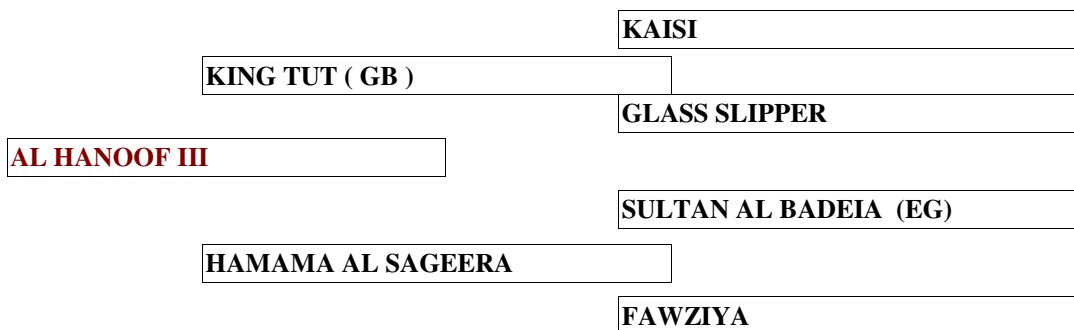 KAISI
KING TUT ( GB )
GLASS SLIPPER
AL HANOOF III
SULTAN AL BADEIA (EG)
HAMAMA AL SAGEERA
FAWZIYA